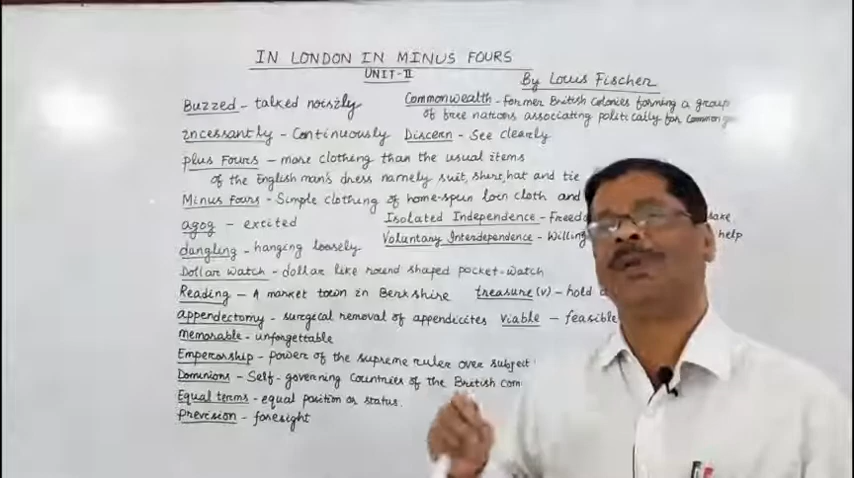 IN LONDON IN MINUS FOURS
UNIT-II
By Louis Fischer
Buzzed - talked noisily
Commonwealth - Former British Colonies forming a group
of free nations associating politically for common
Incessantly - Continuously Discern - See clearly
plus Fours - more clothing than the usual items
of the English man's dress namely suit, shirt, hat and tie
Minus Fours - Simple clothing of home-spun loin cloth and
agog - excited
Isolated Independence - Freedo
Voluntary Interdependence - Willing help
dangling - hanging loosely
Dollar watch - dollar like round shaped pocket-watch
Reading - A market town in Berkshire treasure (v) - hold
appendectomy - surgical removal of appendicites viable - feasible
memorable - unforgettable
Emperorship - power of the supreme ruler over subject
Dominions - Self-governing Countries of the British com
Equal terms - equal position or status.
Prevision - foresight